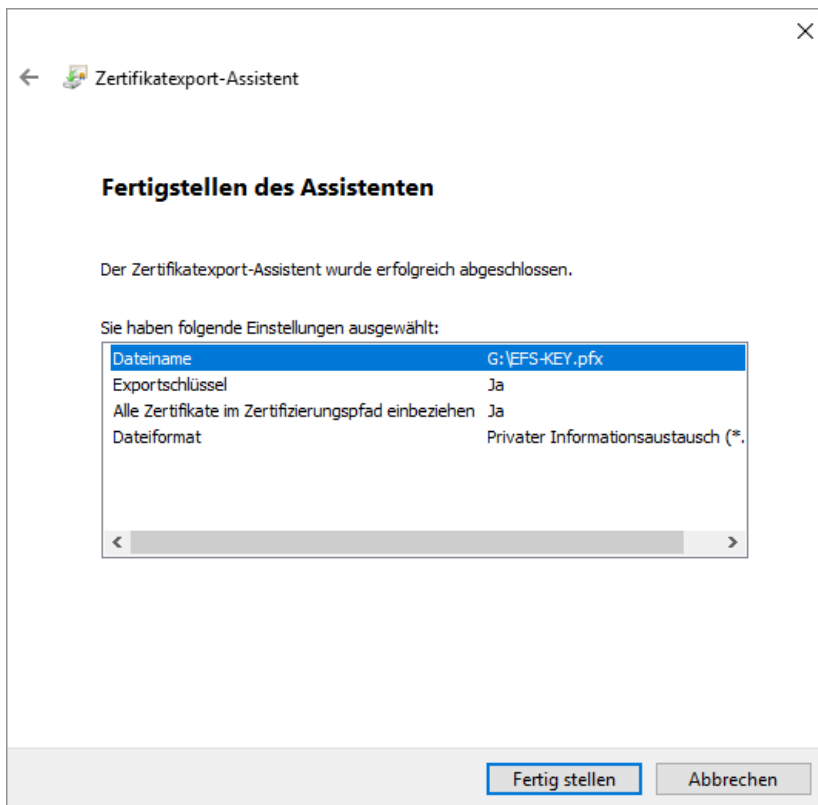 Zertifikatexport-Assistent
Fertigstellen des Assistenten
Der Zertifikatexport-Assistent wurde erfolgreich abgeschlossen.
Sie haben folgende Einstellungen ausgewählt:
Dateiname G:\EFS-KEY.pfx
Exportschlüssel Ja
Alle Zertifikate im Zertifizierungspfad einbeziehen Ja
Dateiformat Privater Informationsaustausch (*.
Fertig stellen Abbrechen